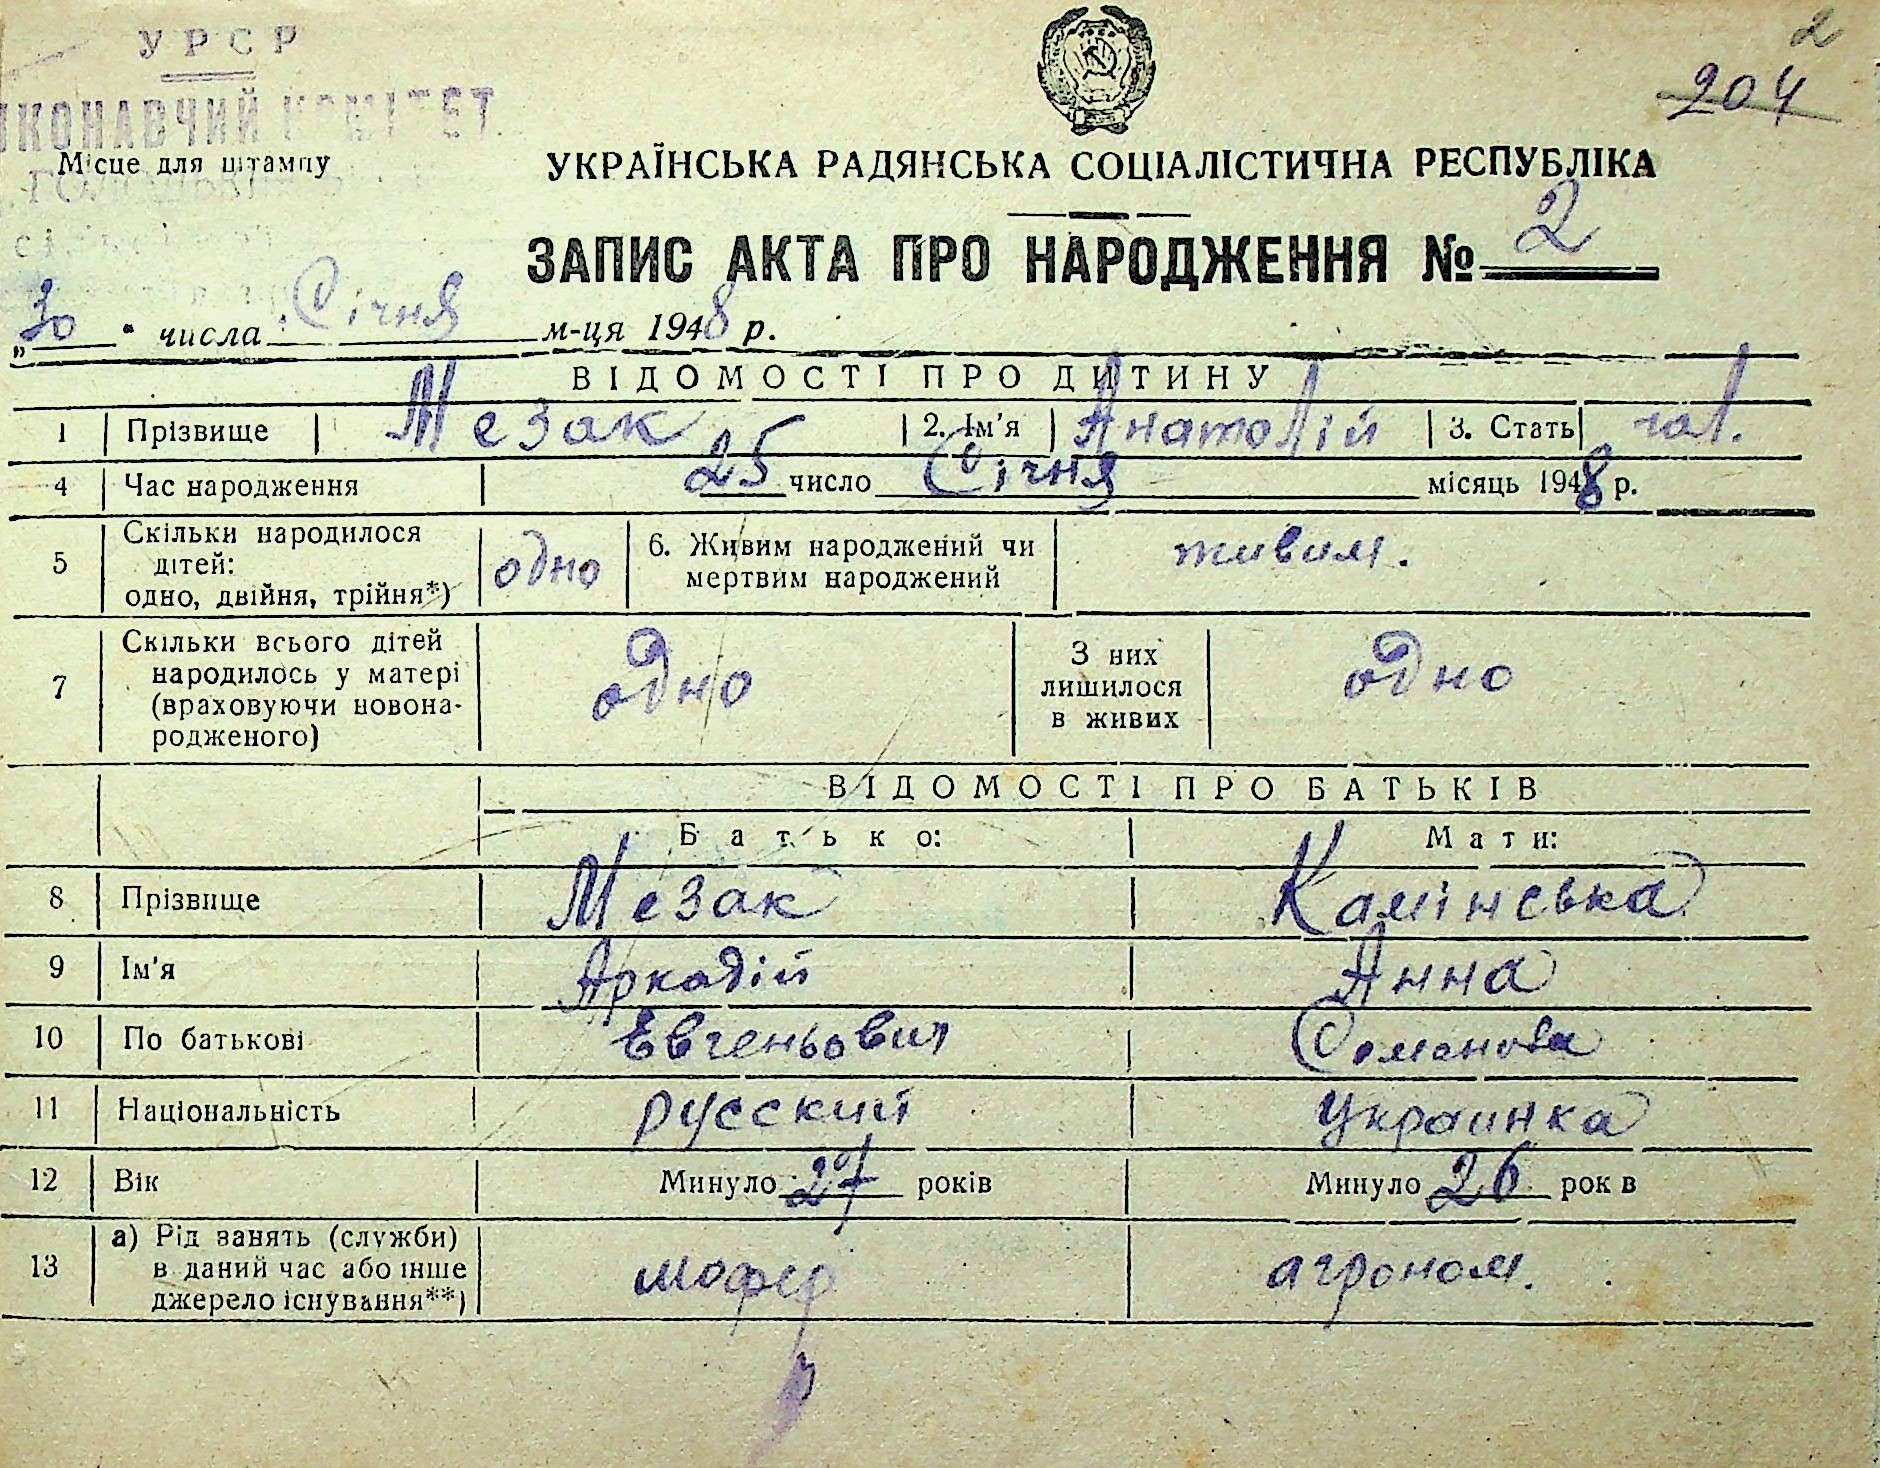 2
204
УРСР
ИКОНАВЧИЙ КОМІТЕТ
Місце для штампу
УКРАЇНСЬКА РАДЯНСЬКА СОЦІАЛІСТИЧНА РЕСПУБЛІКА
ЗАПИС АКТА ПРО НАРОДЖЕННЯ № 2
„30“ числа Січня м-ця 1948 р.
ВІДОМОСТІ ПРО ДИТИНУ
1 Прізвище Мезак 2. Ім’я Анатолій 3. Стать чол.
4 Час народження 25 число Січня місяць 1948 р.
5 Скільки народилося дітей: одно, двійня, трійня*) одно 6. Живим народжений чи мертвим народжений живим.
7 Скільки всього дітей народилось у матері (враховуючи новонародженого) одно З них лишилося в живих одно
ВІДОМОСТІ ПРО БАТЬКІВ
Батько: Мати:
8 Прізвище Мезак Камінська
9 Ім’я Аркадій Анна
10 По батькові Евгеньович
11 Національність русский Украинка
12 Вік Минуло 27 років Минуло 26 рок в
13 а) Рід занять (служби) в даний час або інше джерело існування**) шофер агроном.